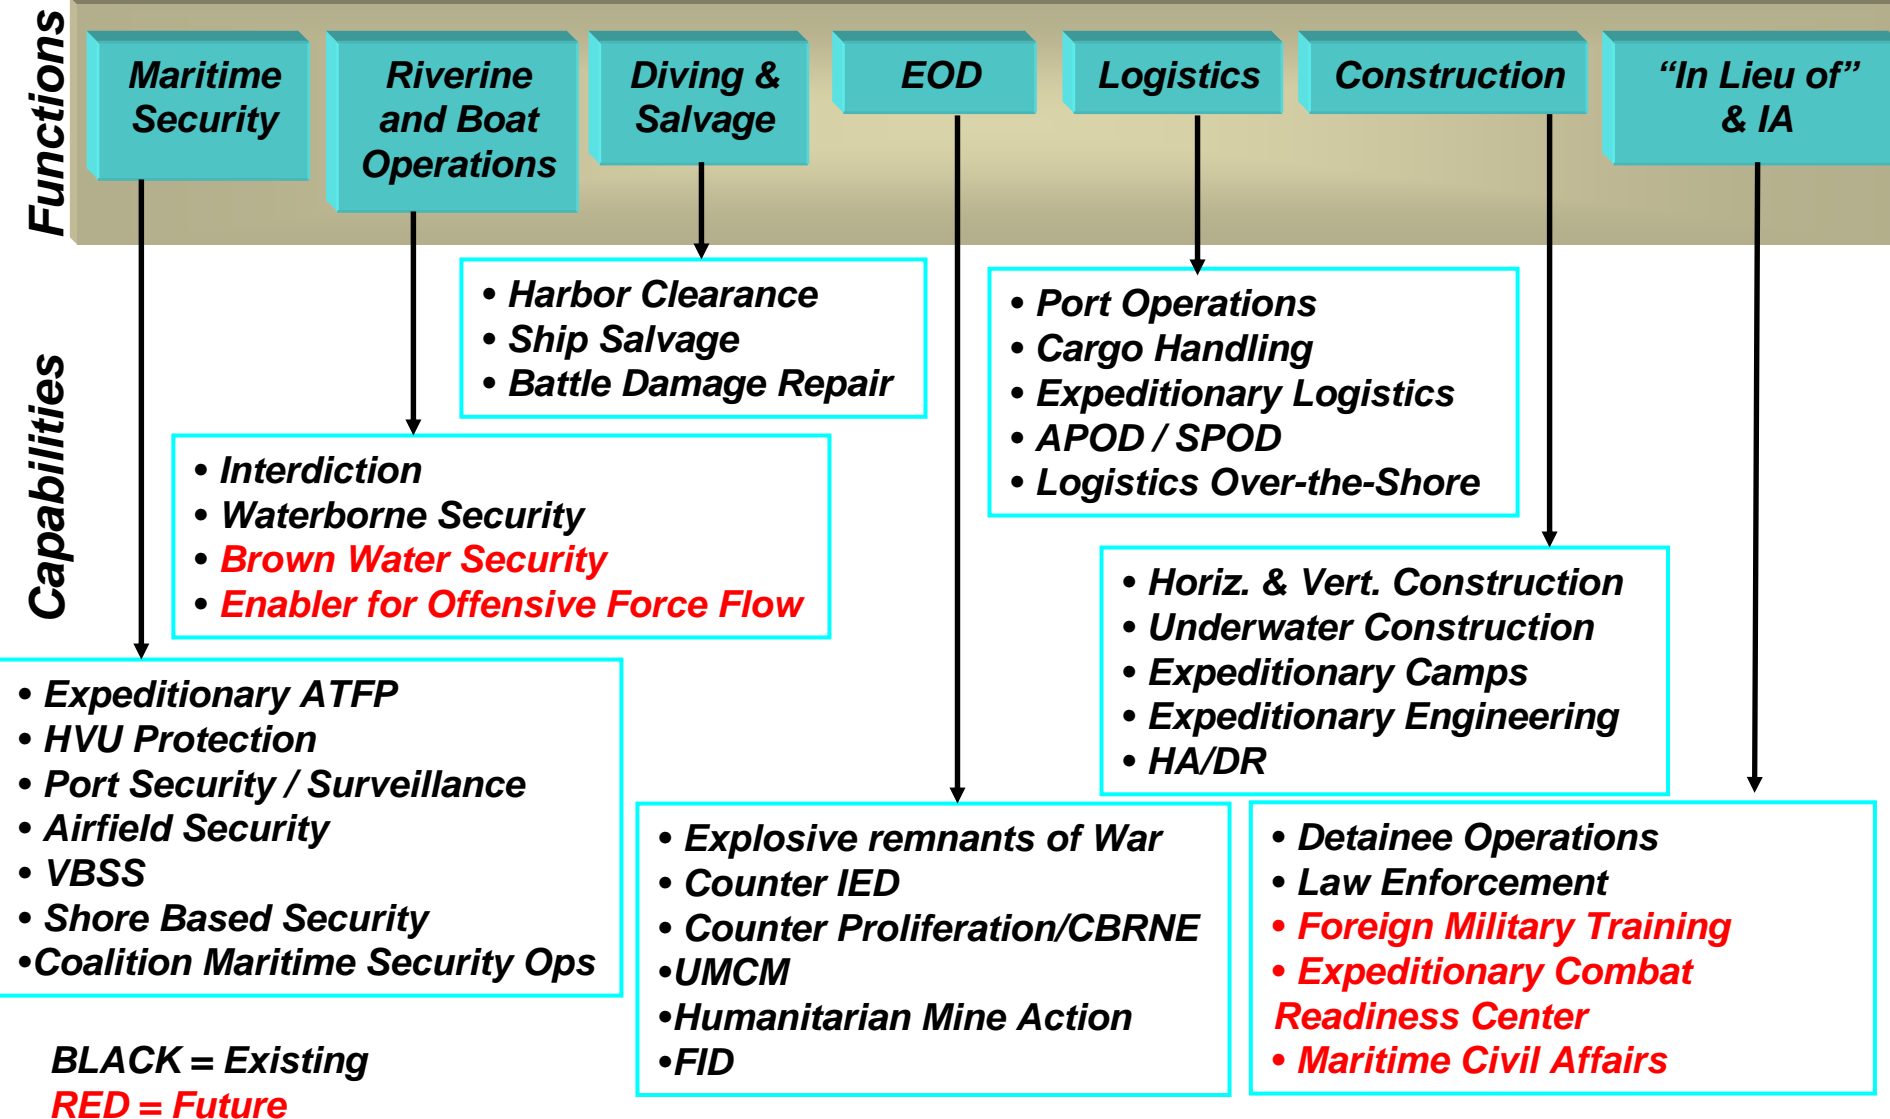 Functions
Maritime
Security
Riverine
and Boat
Operations
Diving &
Salvage
EOD
Logistics
Construction
“In Lieu of”
& IA
Capabilities
• Harbor Clearance
• Ship Salvage
• Battle Damage Repair
• Port Operations
• Cargo Handling
• Expeditionary Logistics
• APOD / SPOD
• Logistics Over-the-Shore
• Interdiction
• Waterborne Security
• Brown Water Security
• Enabler for Offensive Force Flow
• Horiz. & Vert. Construction
• Underwater Construction
• Expeditionary Camps
• Expeditionary Engineering
• HA/DR
• Expeditionary ATFP
• HVU Protection
• Port Security / Surveillance
• Airfield Security
• VBSS
• Shore Based Security
•Coalition Maritime Security Ops
• Explosive remnants of War
• Counter IED
• Counter Proliferation/CBRNE
•UMCM
•Humanitarian Mine Action
•FID
• Detainee Operations
• Law Enforcement
• Foreign Military Training
• Expeditionary Combat
Readiness Center
• Maritime Civil Affairs
BLACK = Existing
RED = Future